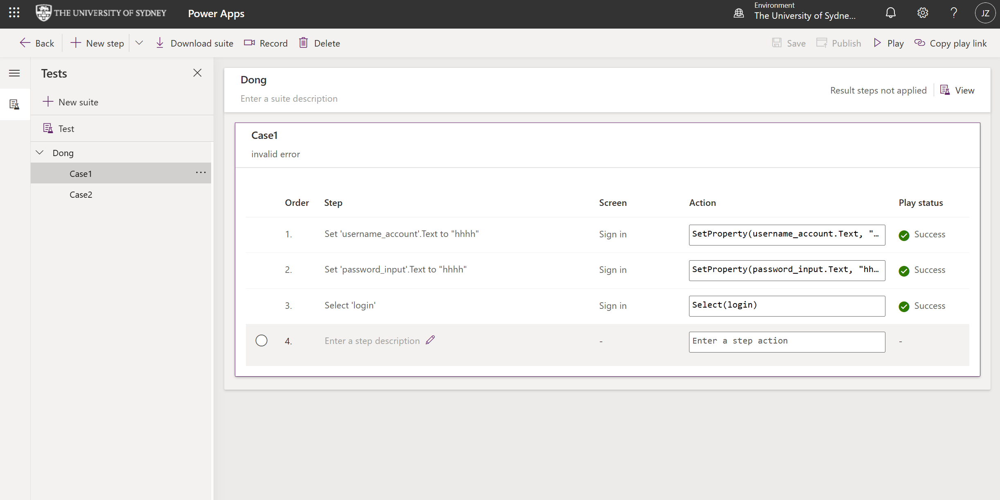 THE UNIVERSITY OF SYDNEY
Power Apps
Environment
The University of Sydne...
JZ
Back
New step
Download suite
Record
Delete
Save
Publish
Play
Copy play link
Tests
New suite
Test
Dong
Case1
Case2
Dong
Enter a suite description
Result steps not applied
View
Case1
invalid error
Order Step Screen Action Play status
1. Set 'username_account'.Text to "hhhh" Sign in SetProperty(username_account.Text, "… Success
2. Set 'password_input'.Text to "hhhh" Sign in SetProperty(password_input.Text, "hh… Success
3. Select 'login' Sign in Select(login) Success
4. Enter a step description - Enter a step action -